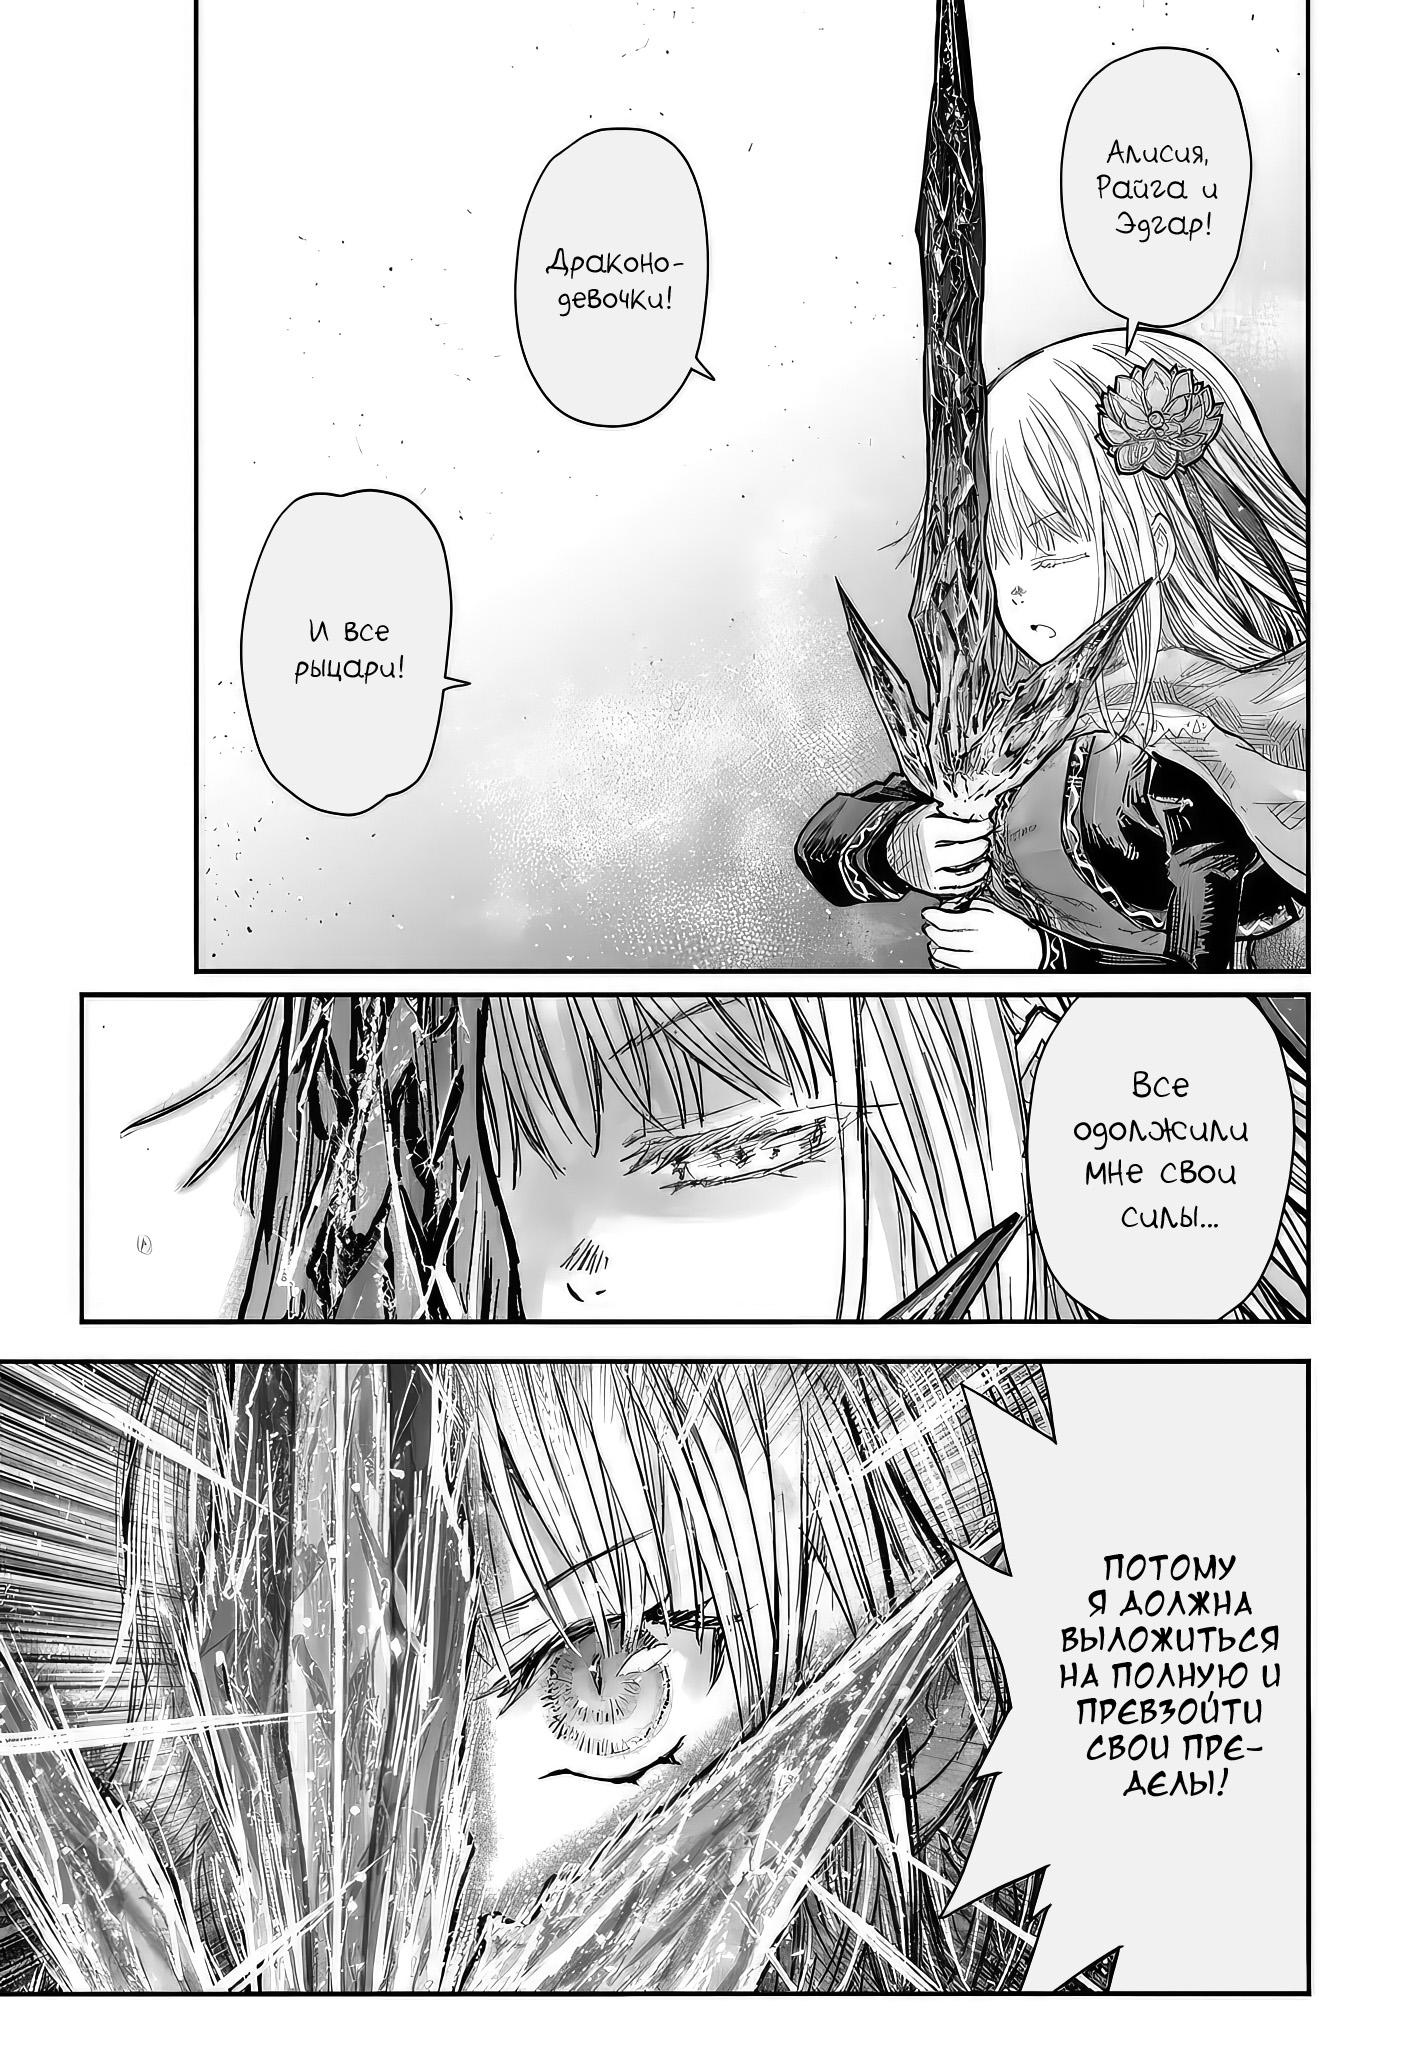 Алисия,
Райга и
Эдгар!
Драконо-
девочки!
И все
рыцари!
Все
одолжили
мне свои
силы...
ПОТОМУ
Я ДОЛЖНА
ВЫЛОЖИТЬСЯ
НА ПОЛНУЮ И
ПРЕВЗОЙТИ
СВОИ ПРЕ-
ДЕЛЫ!